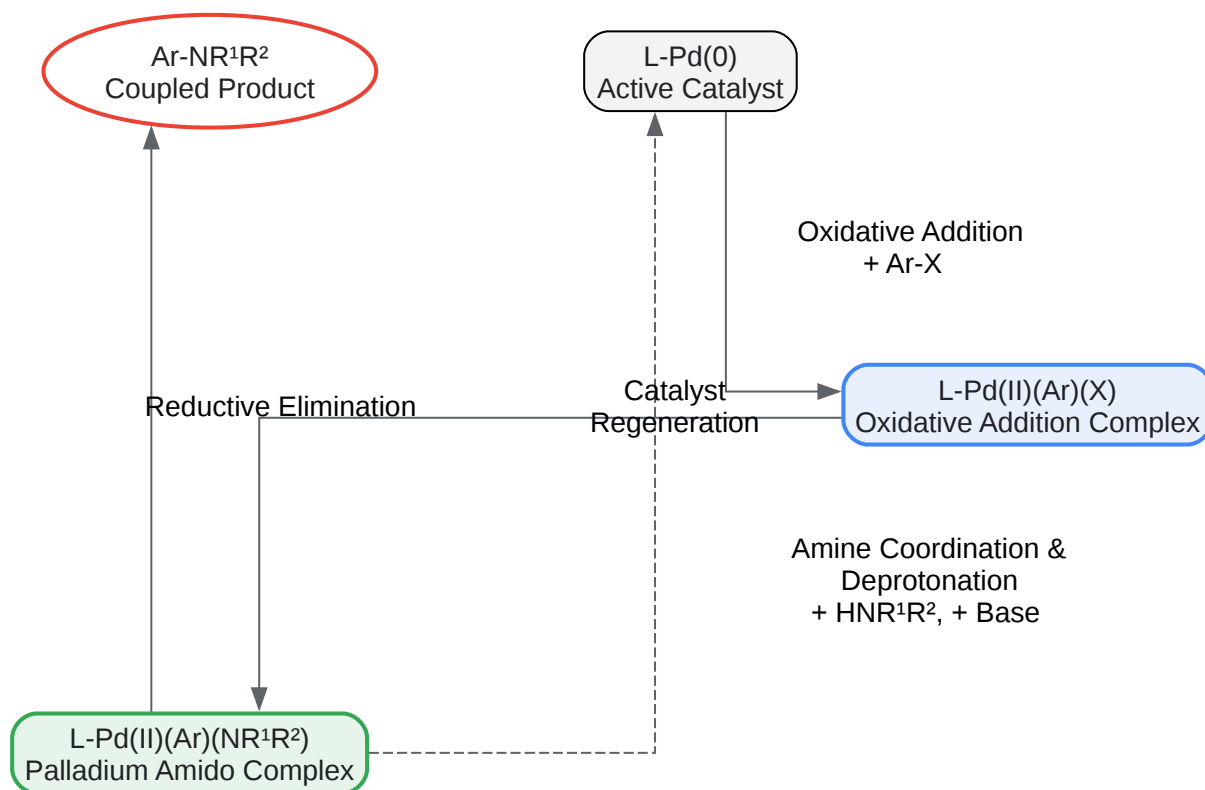 Ar-NR¹R²
Coupled Product
L-Pd(0)
Active Catalyst
Oxidative Addition
+ Ar-X
Reductive Elimination
Catalyst
Regeneration
L-Pd(II)(Ar)(X)
Oxidative Addition Complex
Amine Coordination &
Deprotonation
+ HNR¹R², + Base
L-Pd(II)(Ar)(NR¹R²)
Palladium Amido Complex